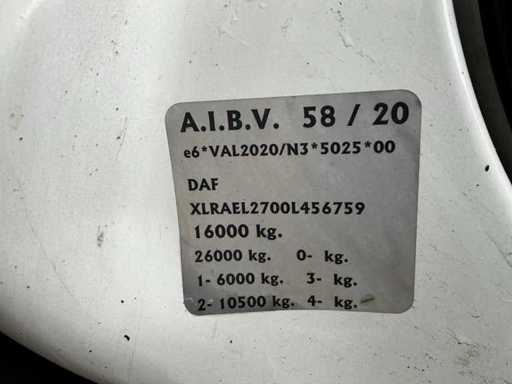 A.I.B.V. 58 / 20
e6*VAL2020/N3*5025*00
DAF
XLRAEL2700L456759
16000 kg.
26000 kg. 0- kg.
1- 6000 kg. 3- kg.
2- 10500 kg. 4- kg.